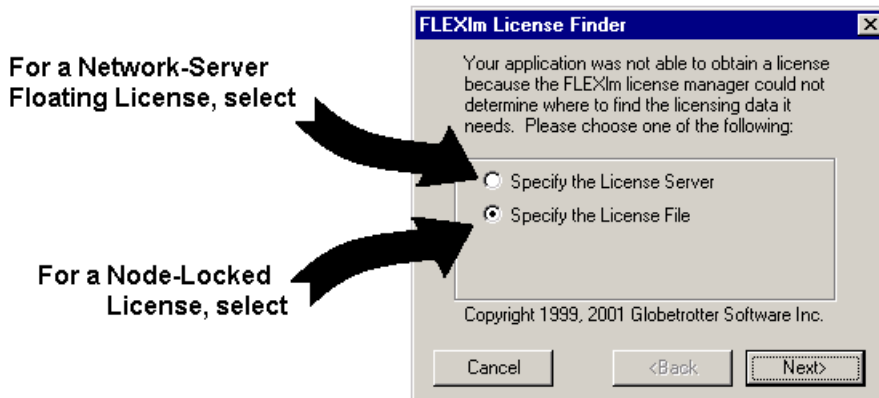 For a Network-Server
Floating License, select
For a Node-Locked
License, select
FLEXlm License Finder
Your application was not able to obtain a license
because the FLEXlm license manager could not
determine where to find the licensing data it
needs. Please choose one of the following:
Specify the License Server
Specify the License File
Copyright 1999, 2001 Globetrotter Software Inc.
Cancel
<Back
Next>